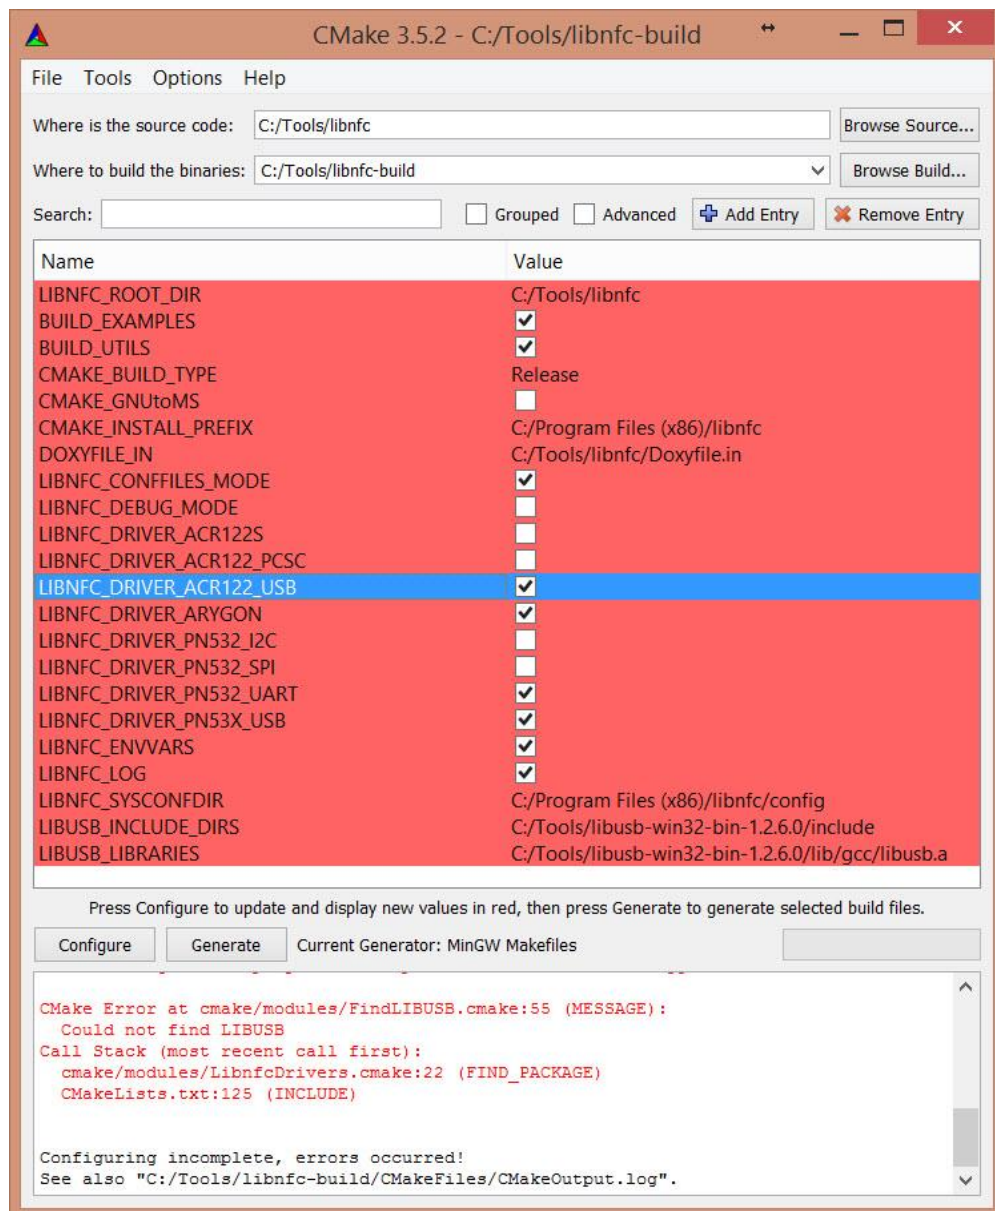 CMake 3.5.2 - C:/Tools/libnfc-build
File Tools Options Help
Where is the source code: C:/Tools/libnfc Browse Source...
Where to build the binaries: C:/Tools/libnfc-build Browse Build...
Search: Grouped Advanced Add Entry Remove Entry
Name Value
LIBNFC_ROOT_DIR C:/Tools/libnfc
BUILD_EXAMPLES
BUILD_UTILS
CMAKE_BUILD_TYPE Release
CMAKE_GNUtoMS
CMAKE_INSTALL_PREFIX C:/Program Files (x86)/libnfc
DOXYFILE_IN C:/Tools/libnfc/Doxyfile.in
LIBNFC_CONFFILES_MODE
LIBNFC_DEBUG_MODE
LIBNFC_DRIVER_ACR122S
LIBNFC_DRIVER_ACR122_PCSC
LIBNFC_DRIVER_ACR122_USB
LIBNFC_DRIVER_ARYGON
LIBNFC_DRIVER_PN532_I2C
LIBNFC_DRIVER_PN532_SPI
LIBNFC_DRIVER_PN532_UART
LIBNFC_DRIVER_PN53X_USB
LIBNFC_ENVVARS
LIBNFC_LOG
LIBNFC_SYSCONFDIR C:/Program Files (x86)/libnfc/config
LIBUSB_INCLUDE_DIRS C:/Tools/libusb-win32-bin-1.2.6.0/include
LIBUSB_LIBRARIES C:/Tools/libusb-win32-bin-1.2.6.0/lib/gcc/libusb.a
Press Configure to update and display new values in red, then press Generate to generate selected build files.
Configure Generate Current Generator: MinGW Makefiles
CMake Error at cmake/modules/FindLIBUSB.cmake:55 (MESSAGE):
Could not find LIBUSB
Call Stack (most recent call first):
cmake/modules/LibnfcDrivers.cmake:22 (FIND_PACKAGE)
CMakeLists.txt:125 (INCLUDE)
Configuring incomplete, errors occurred!
See also "C:/Tools/libnfc-build/CMakeFiles/CMakeOutput.log".